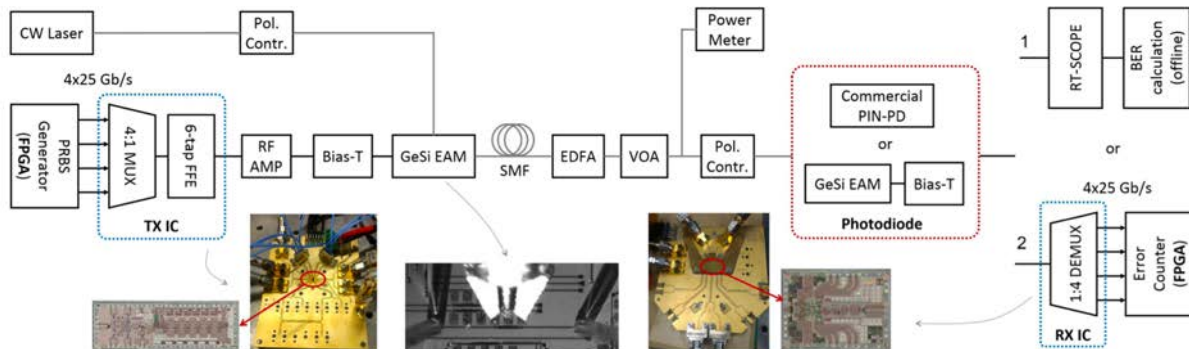 CW Laser
Pol.
Contr.
Power
Meter
4x25 Gb/s
PRBS
Generator
(FPGA)
4:1 MUX
6-tap FFE
TX IC
RF
AMP
Bias-T
GeSi EAM
SMF
EDFA
VOA
Pol.
Contr.
Commercial
PIN-PD
or
GeSi EAM
Bias-T
Photodiode
1
RT-SCOPE
BER
calculation
(offline)
or
4x25 Gb/s
2
1:4 DEMUX
Error
Counter
(FPGA)
RX IC